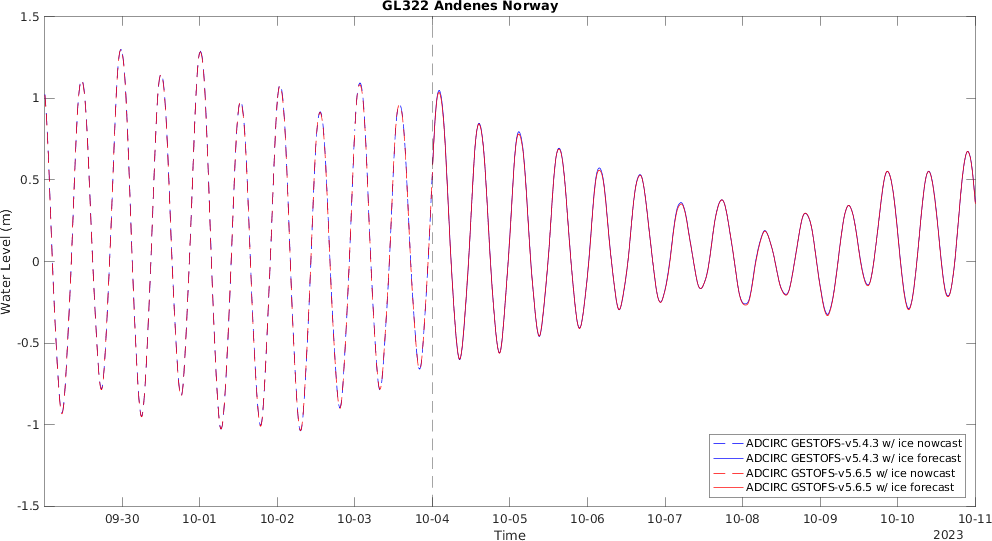 GL322 Andenes Norway
1.5
1
0.5
0
-0.5
-1
-1.5
Water Level (m)
09-30
10-01
10-02
10-03
10-04
10-05
10-06
10-07
10-08
10-09
10-10
10-11
2023
Time
ADCIRC GESTOFS-v5.4.3 w/ ice nowcast
ADCIRC GESTOFS-v5.4.3 w/ ice forecast
ADCIRC GSTOFS-v5.6.5 w/ ice nowcast
ADCIRC GSTOFS-v5.6.5 w/ ice forecast